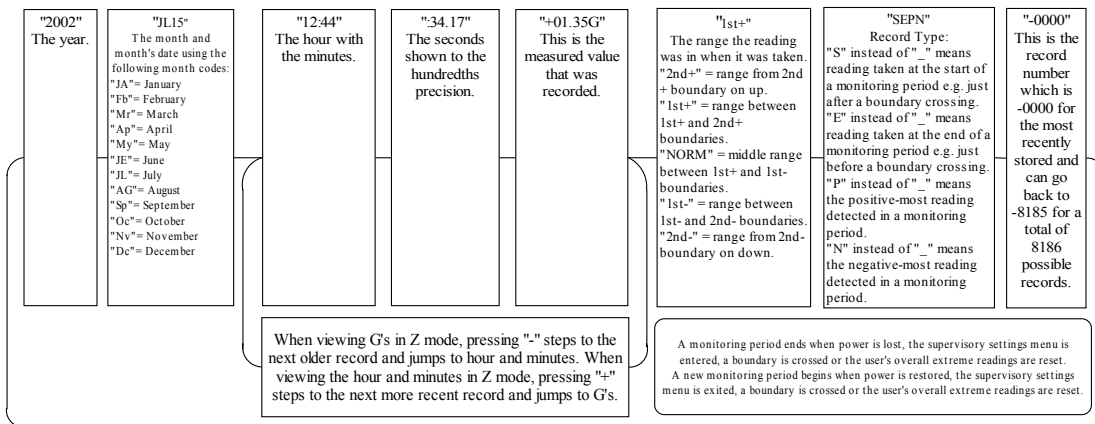 "2002"
The year.
"JL15"
The month and
month's date using the
following month codes:
"JA"= January
"Fb"= February
"Mr"= March
"Ap"= April
"My"= May
"JE"= June
"JL"= July
"AG"= August
"Sp"= September
"Oc"= October
"Nv"= November
"Dc"= December
"12:44"
The hour with
the minutes.
":34.17"
The seconds
shown to the
hundredths
precision.
"+01.35G"
This is the
measured value
that was
recorded.
"1st+"
The range the reading
was in when it was taken.
"2nd+" = range from 2nd
+ boundary on up.
"1st+" = range between
1st+ and 2nd+
boundaries.
"NORM" = middle range
between 1st+ and 1st-
boundaries.
"1st-" = range between
1st- and 2nd- boundaries.
"2nd-" = range from 2nd-
boundary on down.
"SEPN"
Record Type:
"S" instead of "_" means
reading taken at the start of
a monitoring period e.g. just
after a boundary crossing.
"E" instead of "_" means
reading taken at the end of a
monitoring period e.g. just
before a boundary crossing.
"P" instead of "_" means
the positive-most reading
detected in a monitoring
period.
"N" instead of "_" means
the negative-most reading
detected in a monitoring
period.
"-0000"
This is the
record
number
which is
-0000 for
the most
recently
stored and
can go
back to
-8185 for a
total of
8186
possible
records.
When viewing G's in Z mode, pressing "-" steps to the
next older record and jumps to hour and minutes. When
viewing the hour and minutes in Z mode, pressing "+"
steps to the next more recent record and jumps to G's.
A monitoring period ends when power is lost, the supervisory settings menu is
entered, a boundary is crossed or the user's overall extreme readings are reset.
A new monitoring period begins when power is restored, the supervisory settings
menu is exited, a boundary is crossed or the user's overall extreme readings are reset.